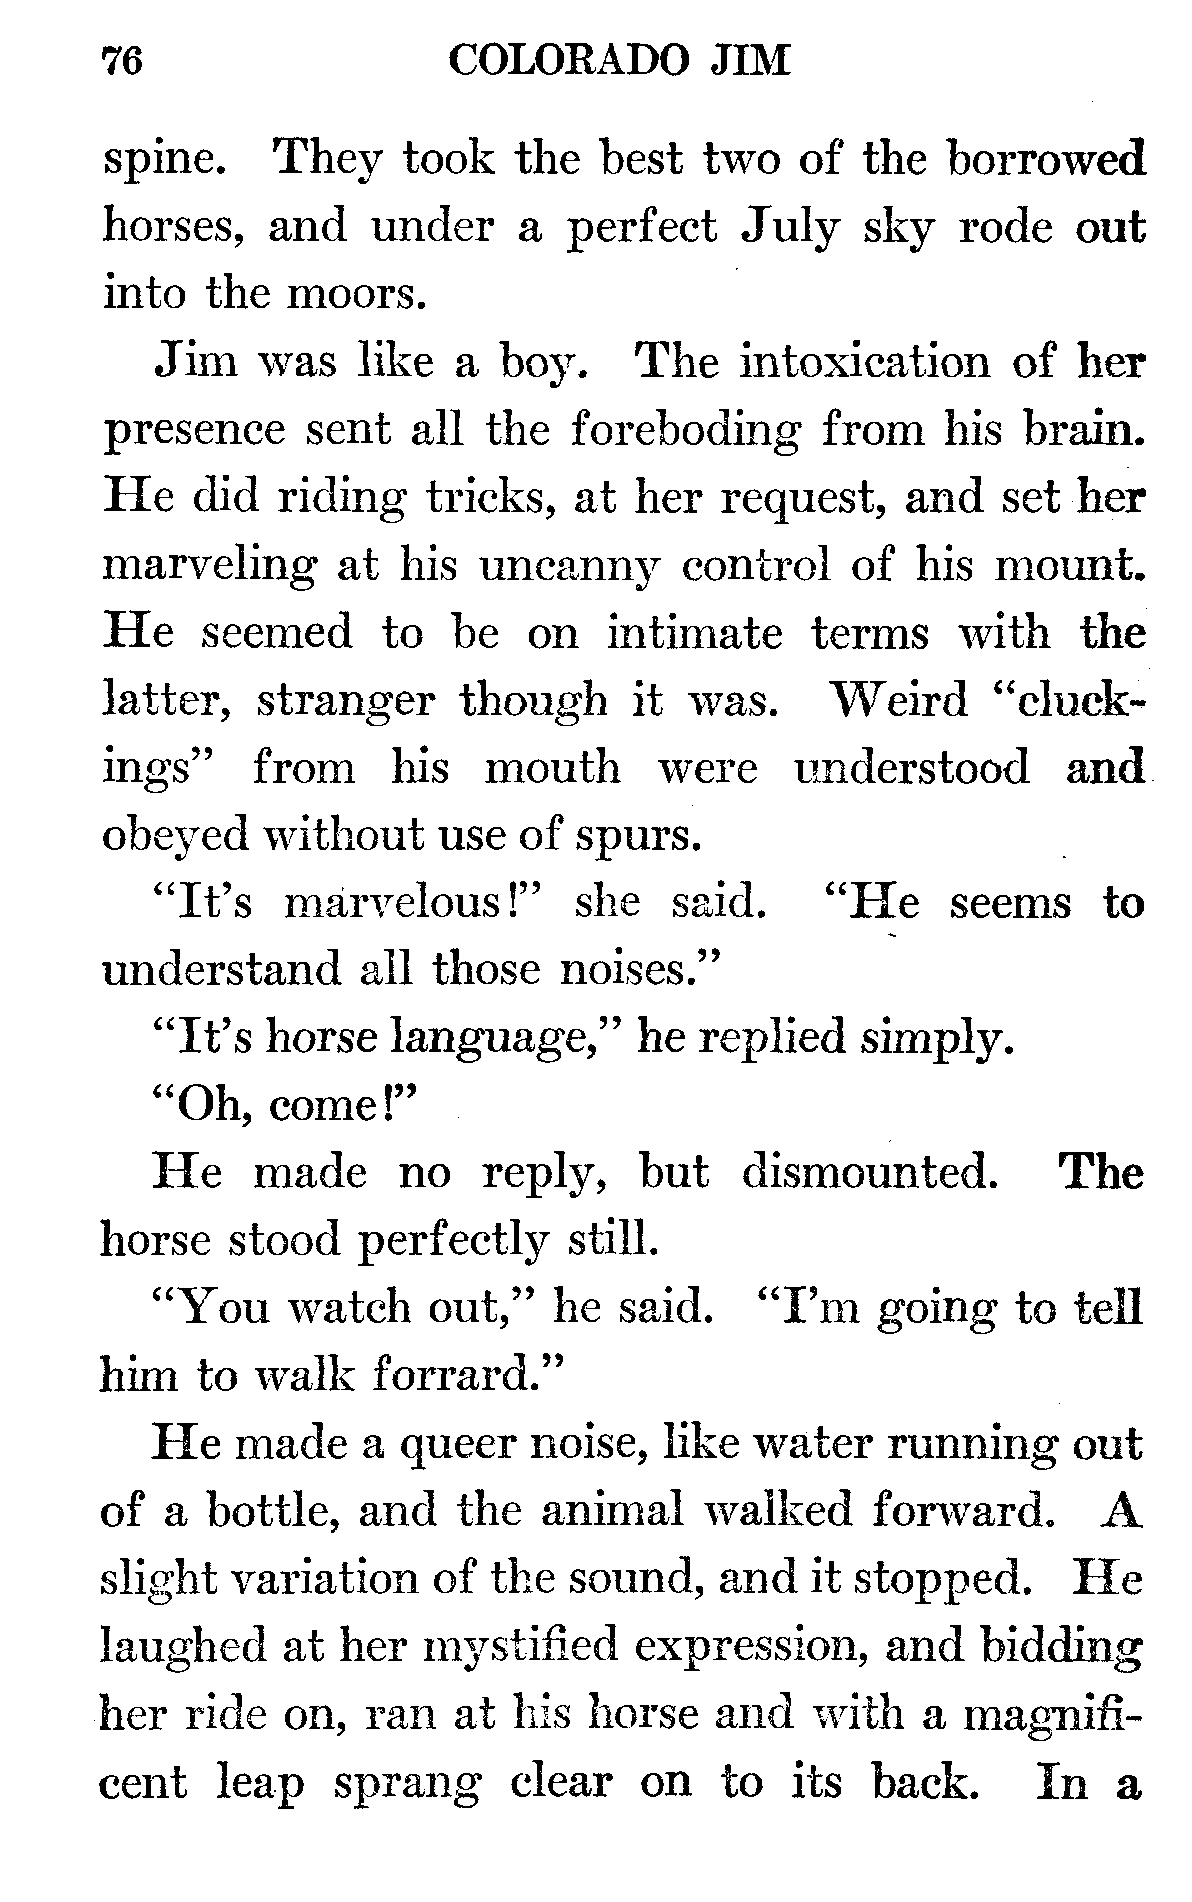 76 COLORADO JIM
spine. They took the best two of the borrowed
horses, and under a perfect July sky rode out
into the moors.
Jim was like a boy. The intoxication of her
presence sent all the foreboding from his brain.
He did riding tricks, at her request, and set her
marveling at his uncanny control of his mount.
He seemed to be on intimate terms with the
latter, stranger though it was. Weird “cluck-
ings” from his mouth were understood and
obeyed without use of spurs.
“It’s marvelous!” she said. “He seems to
understand all those noises.”
“It’s horse language,” he replied simply.
“Oh, come!”
He made no reply, but dismounted. The
horse stood perfectly still.
“You watch out,” he said. “I’m going to tell
him to walk forrard.”
He made a queer noise, like water running out
of a bottle, and the animal walked forward. A
slight variation of the sound, and it stopped. He
laughed at her mystified expression, and bidding
her ride on, ran at his horse and with a magnifi-
cent leap sprang clear on to its back. In a